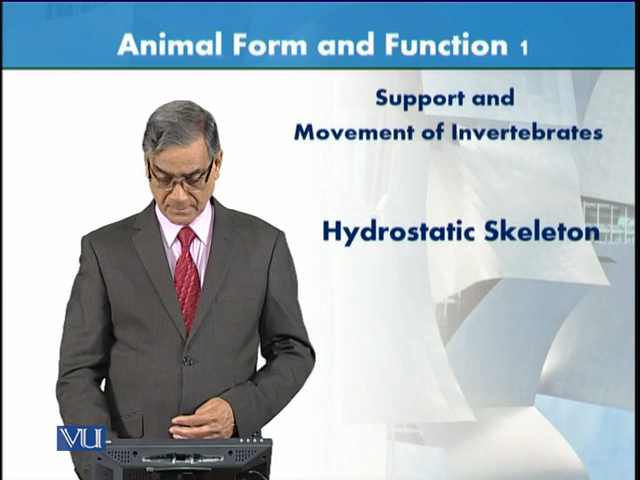 Animal Form and Function 1
Support and
Movement of Invertebrates
Hydrostatic Skeleton
VU